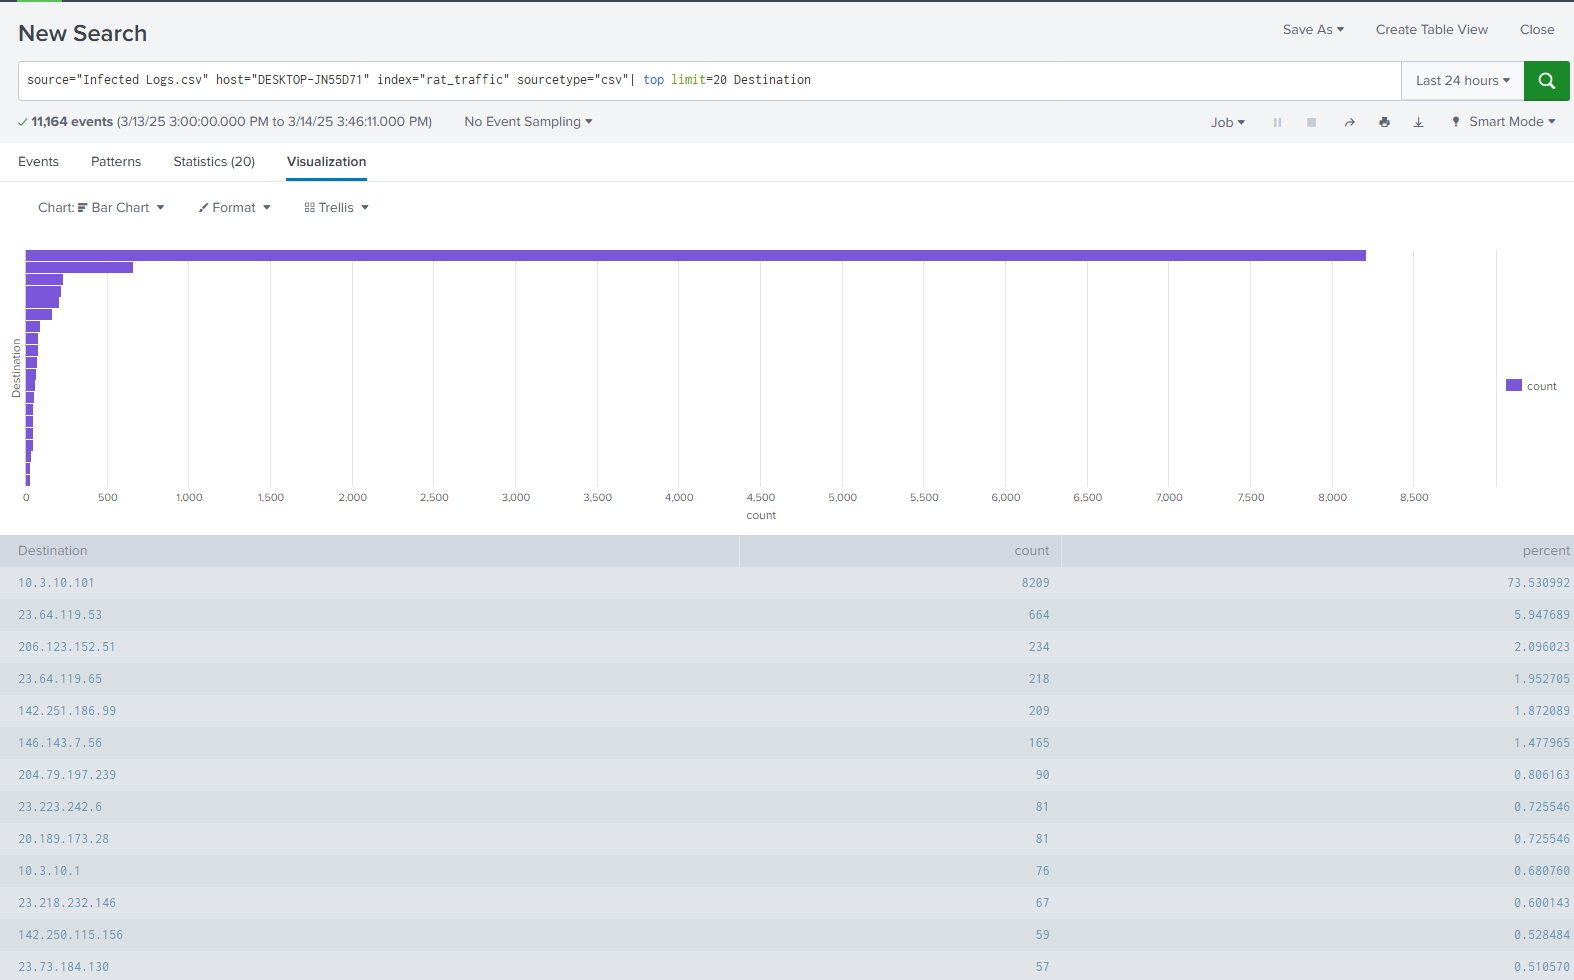 New Search
Save As
Create Table View
Close
source="Infected Logs.csv" host="DESKTOP-JN55D71" index="rat_traffic" sourcetype="csv"| top limit=20 Destination
Last 24 hours
11,164 events (3/13/25 3:00:00.000 PM to 3/14/25 3:46:11.000 PM)
No Event Sampling
Job
Smart Mode
Events
Patterns
Statistics (20)
Visualization
Chart: Bar Chart
Format
Trellis
Destination
count
0 500 1,000 1,500 2,000 2,500 3,000 3,500 4,000 4,500 5,000 5,500 6,000 6,500 7,000 7,500 8,000 8,500
count
Destination count percent
10.3.10.101 8209 73.530992
23.64.119.53 664 5.947689
206.123.152.51 234 2.096023
23.64.119.65 218 1.952705
142.251.186.99 209 1.872089
146.143.7.56 165 1.477965
204.79.197.239 90 0.806163
23.223.242.6 81 0.725546
20.189.173.28 81 0.725546
10.3.10.1 76 0.680760
23.218.232.146 67 0.600143
142.250.115.156 59 0.528484
23.73.184.130 57 0.510570